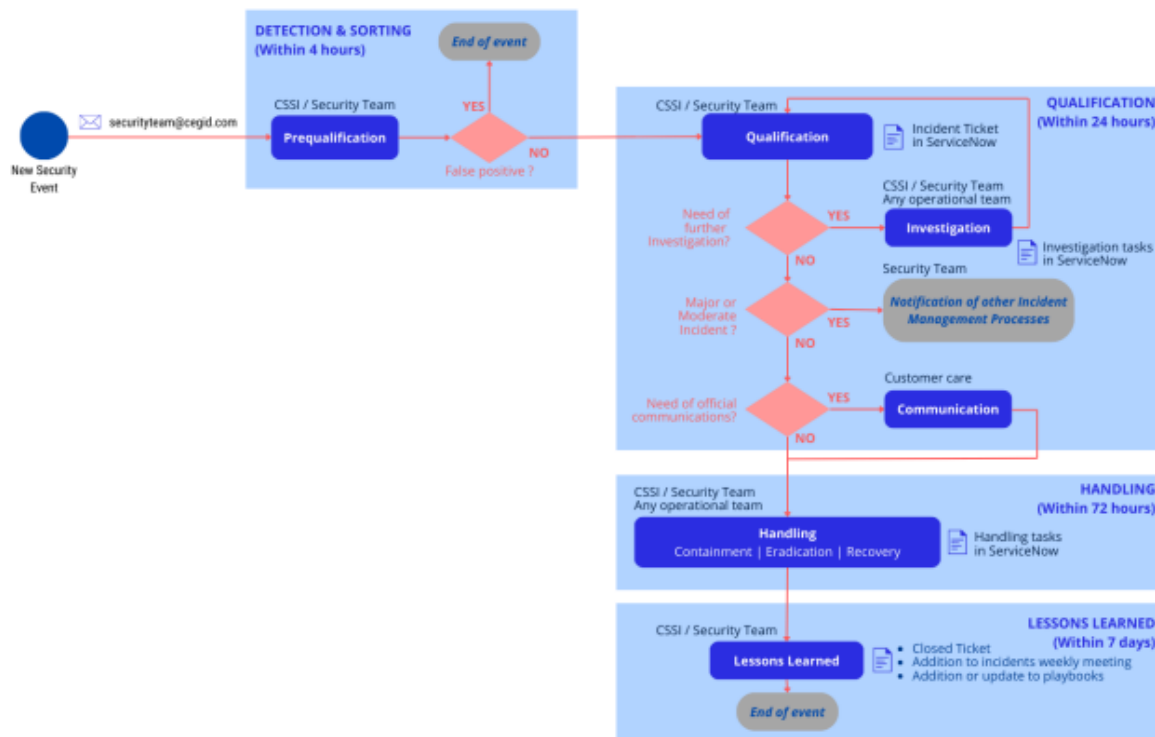 DETECTION & SORTING
(Within 4 hours)
End of event
CSSI / Security Team
YES
securityteam@cegid.com
Prequalification
NO
False positive ?
New Security
Event
QUALIFICATION
(Within 24 hours)
CSSI / Security Team
Qualification
Incident Ticket
in ServiceNow
CSSI / Security Team
Any operational team
Need of
further
Investigation?
YES
Investigation
NO
Investigation tasks
in ServiceNow
Security Team
Major or
Moderate
Incident ?
YES
Notification of other Incident
Management Processes
NO
Customer care
Need of official
communications?
YES
Communication
NO
HANDLING
(Within 72 hours)
CSSI / Security Team
Any operational team
Handling
Containment | Eradication | Recovery
Handling tasks
in ServiceNow
LESSONS LEARNED
(Within 7 days)
CSSI / Security Team
Lessons Learned
• Closed Ticket
• Addition to incidents weekly meeting
• Addition or update to playbooks
End of event